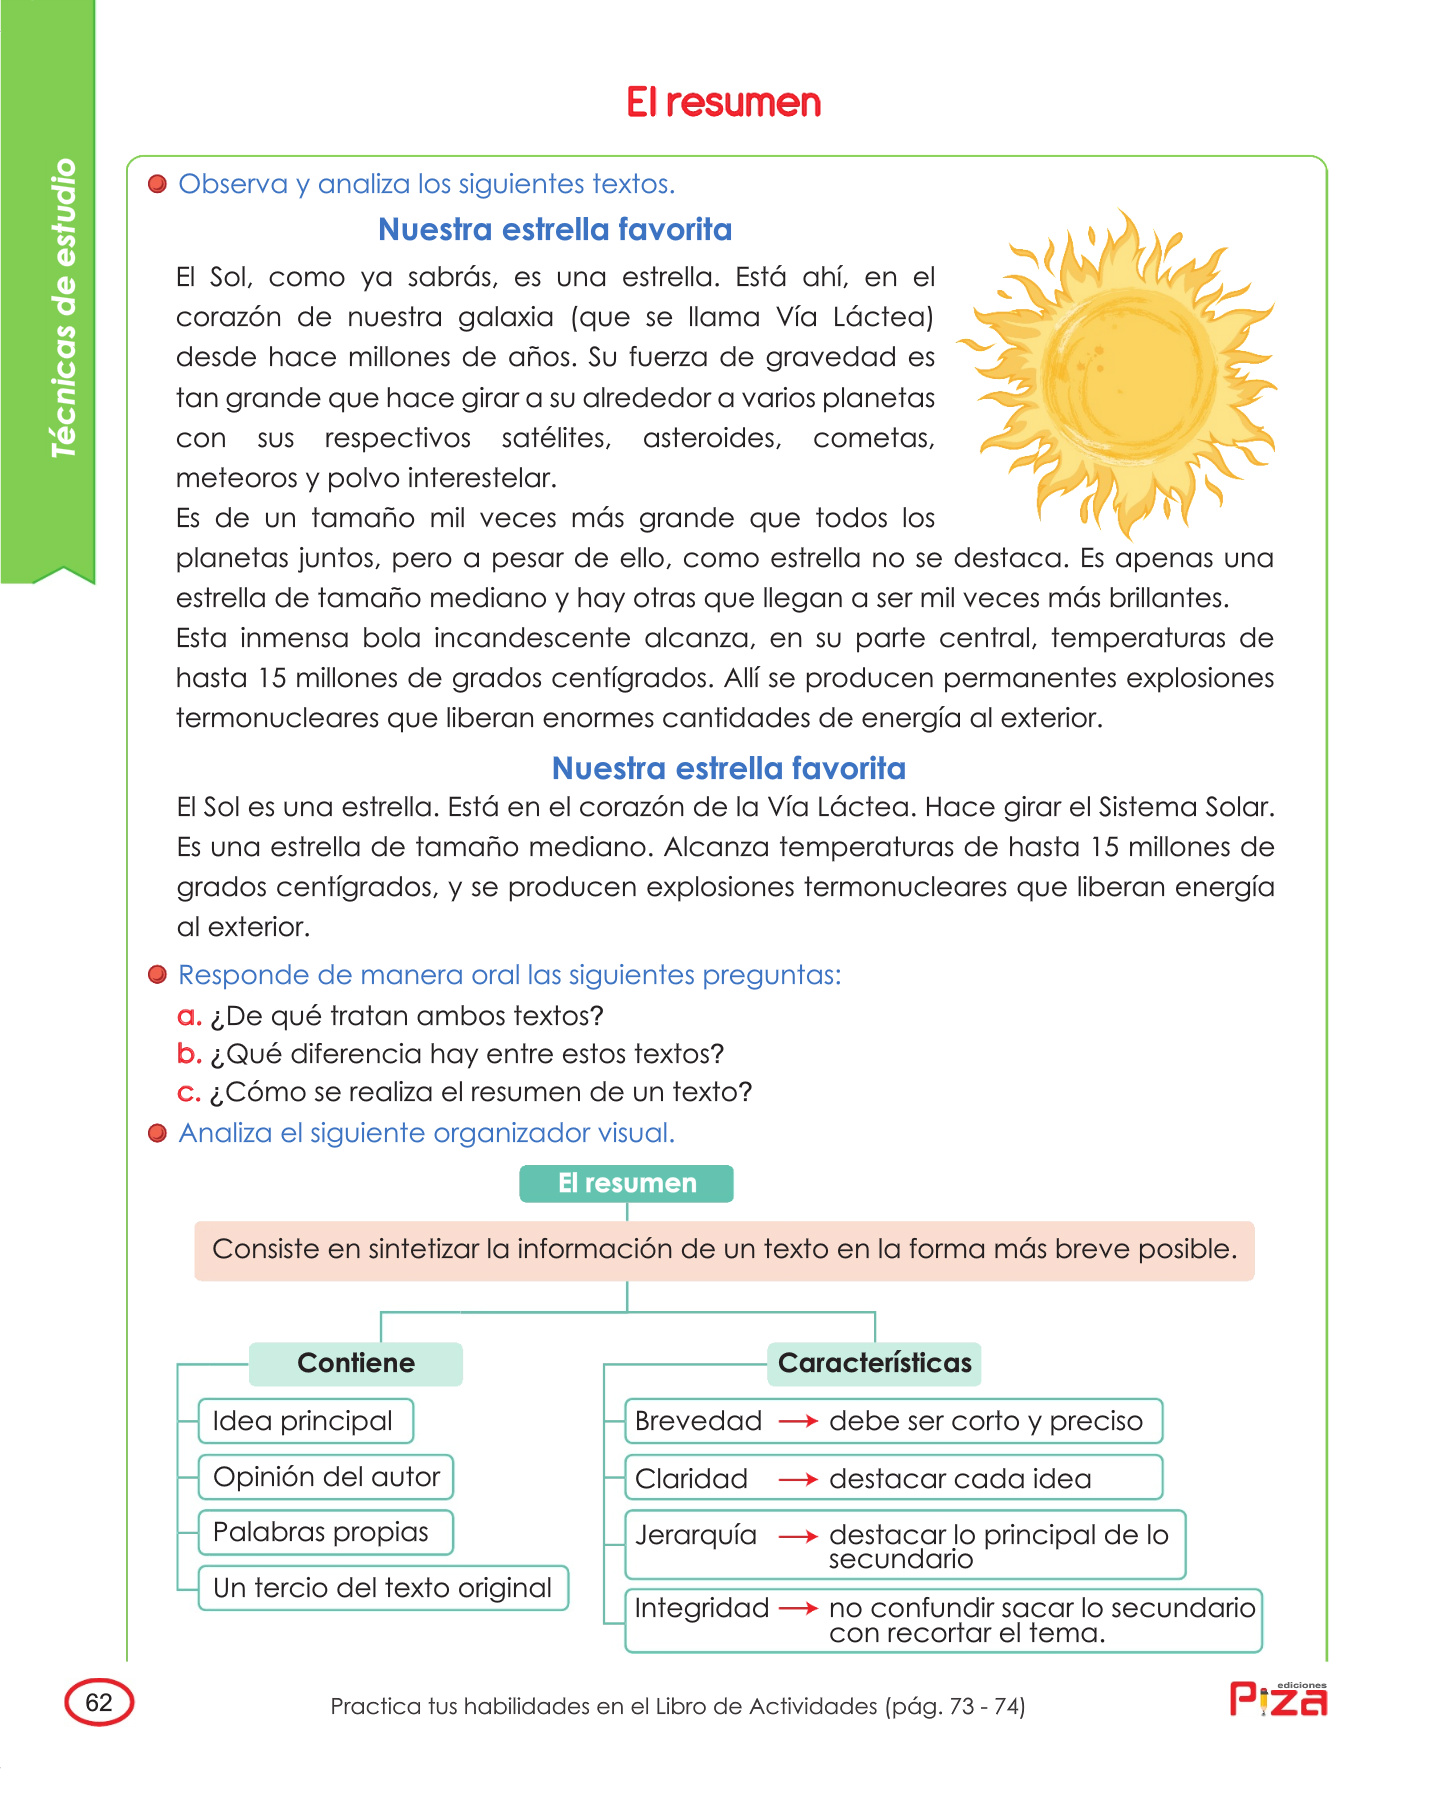 El resumen
Técnicas de estudio
Observa y analiza los siguientes textos.
Nuestra estrella favorita
El Sol, como ya sabrás, es una estrella. Está ahí, en el
corazón de nuestra galaxia (que se llama Vía Láctea)
desde hace millones de años. Su fuerza de gravedad es
tan grande que hace girar a su alrededor a varios planetas
con sus respectivos satélites, asteroides, cometas,
meteoros y polvo interestelar.
Es de un tamaño mil veces más grande que todos los
planetas juntos, pero a pesar de ello, como estrella no se destaca. Es apenas una
estrella de tamaño mediano y hay otras que llegan a ser mil veces más brillantes.
Esta inmensa bola incandescente alcanza, en su parte central, temperaturas de
hasta 15 millones de grados centígrados. Allí se producen permanentes explosiones
termonucleares que liberan enormes cantidades de energía al exterior.
Nuestra estrella favorita
El Sol es una estrella. Está en el corazón de la Vía Láctea. Hace girar el Sistema Solar.
Es una estrella de tamaño mediano. Alcanza temperaturas de hasta 15 millones de
grados centígrados, y se producen explosiones termonucleares que liberan energía
al exterior.
Responde de manera oral las siguientes preguntas:
a. ¿De qué tratan ambos textos?
b. ¿Qué diferencia hay entre estos textos?
c. ¿Cómo se realiza el resumen de un texto?
Analiza el siguiente organizador visual.
El resumen
Consiste en sintetizar la información de un texto en la forma más breve posible.
Contiene
Idea principal
Opinión del autor
Palabras propias
Un tercio del texto original
Características
Brevedad → debe ser corto y preciso
Claridad → destacar cada idea
Jerarquía → destacar lo principal de lo
secundario
Integridad → no confundir sacar lo secundario
con recortar el tema.
62
Practica tus habilidades en el Libro de Actividades (pág. 73 - 74)
ediciones
Piza